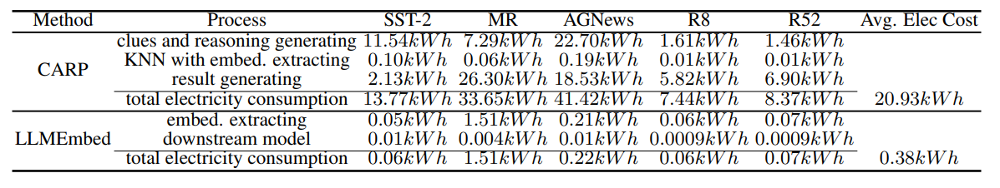 Method Process SST-2 MR AGNews R8 R52 Avg. Elec Cost
clues and reasoning generating 11.54kWh 7.29kWh 22.70kWh 1.61kWh 1.46kWh
KNN with embed. extracting 0.10kWh 0.06kWh 0.19kWh 0.01kWh 0.01kWh
CARP
result generating 2.13kWh 26.30kWh 18.53kWh 5.82kWh 6.90kWh
total electricity consumption 13.77kWh 33.65kWh 41.42kWh 7.44kWh 8.37kWh 20.93kWh
embed. extracting 0.05kWh 1.51kWh 0.21kWh 0.06kWh 0.07kWh
LLMEmbed downstream model 0.01kWh 0.004kWh 0.01kWh 0.0009kWh 0.0009kWh
total electricity consumption 0.06kWh 1.51kWh 0.22kWh 0.06kWh 0.07kWh 0.38kWh